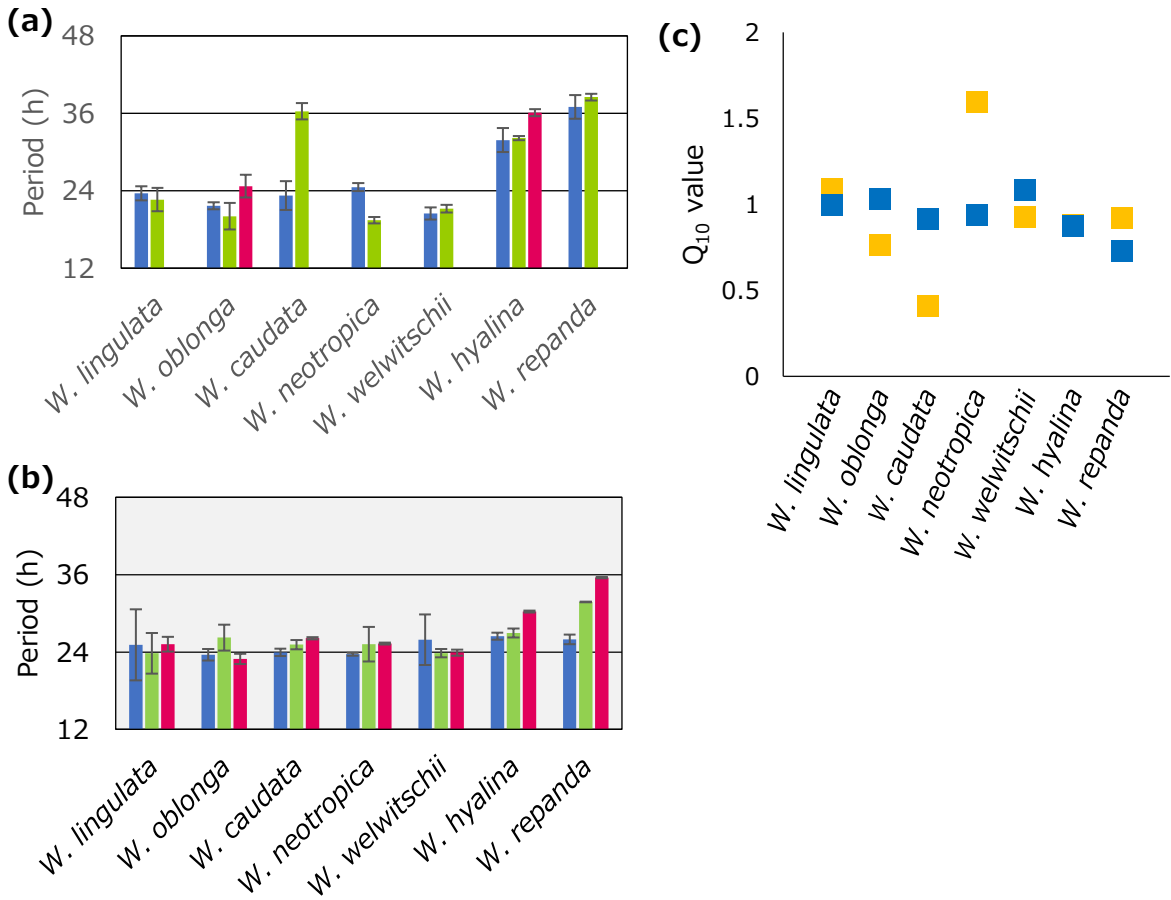 (a)
48
36
24
12
Period (h)
W. lingulata
W. oblonga
W. caudata
W. neotropica
W. welwitschii
W. hyalina
W. repanda
(b)
48
36
24
12
Period (h)
W. lingulata
W. oblonga
W. caudata
W. neotropica
W. welwitschii
W. hyalina
W. repanda
(c)
2
1.5
1
0.5
0
Q10 value
W. lingulata
W. oblonga
W. caudata
W. neotropica
W. welwitschii
W. hyalina
W. repanda